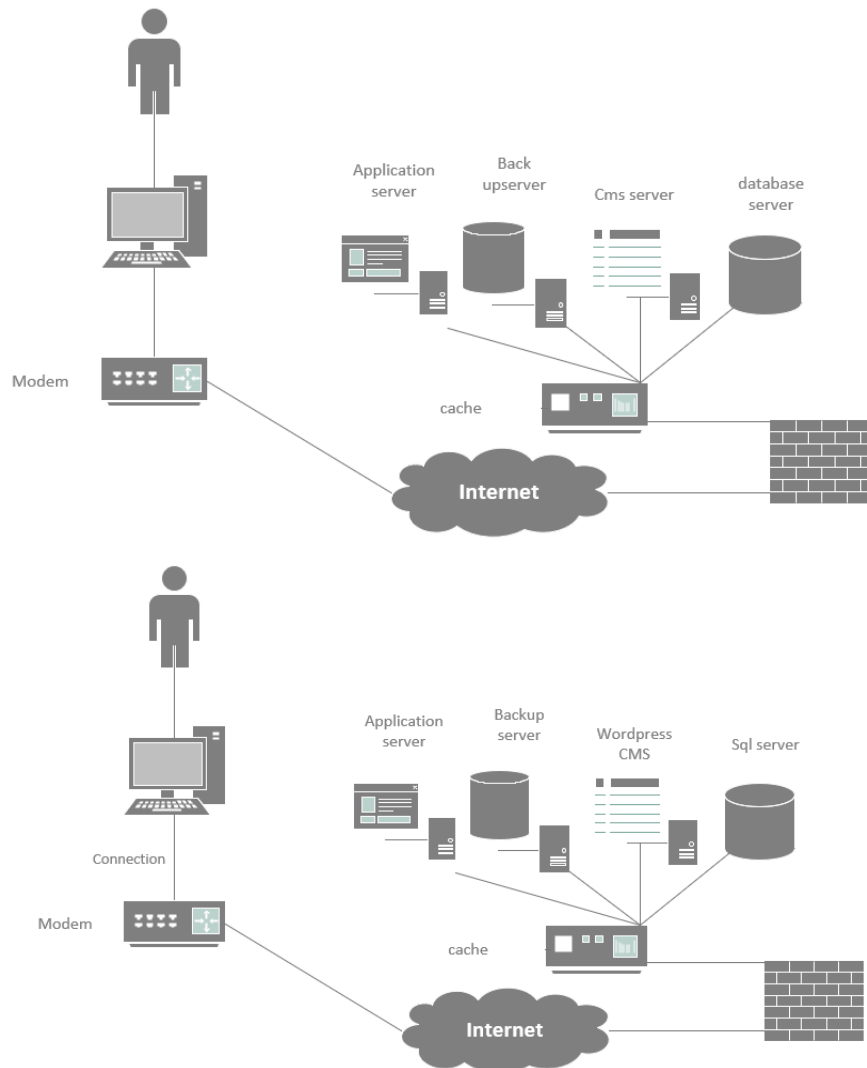 Application
server
Back
upserver
Cms server
database
server
Modem
cache
Internet
Application
server
Backup
server
Wordpress
CMS
Sql server
Connection
Modem
cache
Internet